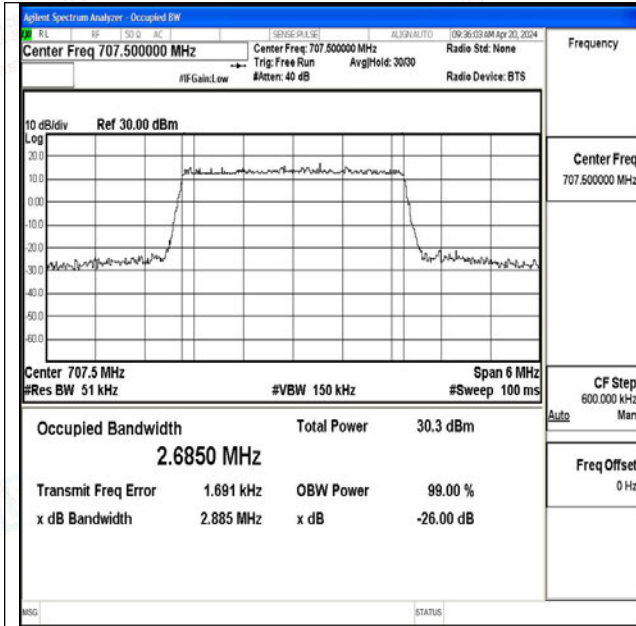 Agilent Spectrum Analyzer - Occupied BW
RL RF 50 Ω AC SENSE:PULSE ALIGNAUTO 09:36:03 AM Apr 20, 2024
Center Freq 707.500000 MHz
Center Freq: 707.500000 MHz
Radio Std: None
Trig: Free Run Avg|Hold: 30/30
#IFGain:Low #Atten: 40 dB Radio Device: BTS
10 dB/div Ref 30.00 dBm
Log
20.0
10.0
0.00
-10.0
-20.0
-30.0
-40.0
-50.0
-60.0
Center 707.5 MHz Span 6 MHz
#Res BW 51 kHz #VBW 150 kHz #Sweep 100 ms
Occupied Bandwidth Total Power 30.3 dBm
2.6850 MHz
Transmit Freq Error 1.691 kHz OBW Power 99.00 %
x dB Bandwidth 2.885 MHz x dB -26.00 dB
MSG STATUS
Frequency
Center Freq
707.500000 MHz
CF Step
600.000 kHz
Auto Man
Freq Offset
0 Hz